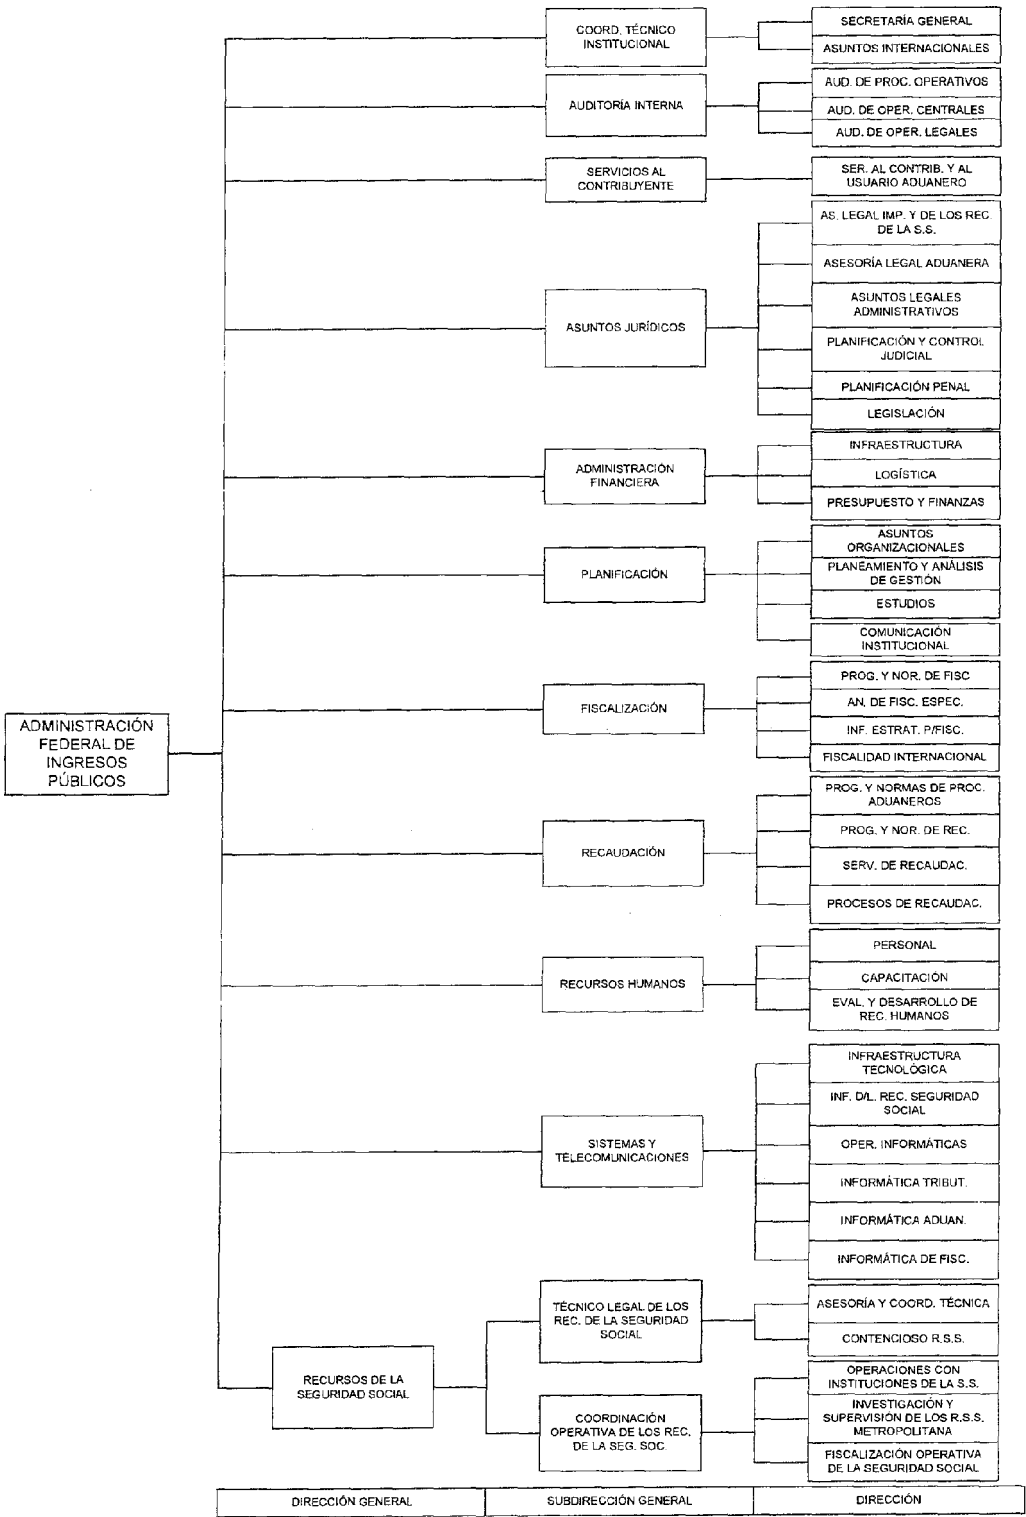 COORD. TÉCNICO
INSTITUCIONAL
SECRETARÍA GENERAL
ASUNTOS INTERNACIONALES
AUDITORÍA INTERNA
AUD. DE PROC. OPERATIVOS
AUD. DE OPER. CENTRALES
AUD. DE OPER. LEGALES
SERVICIOS AL
CONTRIBUYENTE
SER. AL CONTRIB. Y AL
USUARIO ADUANERO
ASUNTOS JURÍDICOS
AS. LEGAL IMP. Y DE LOS REC.
DE LA S.S.
ASESORÍA LEGAL ADUANERA
ASUNTOS LEGALES
ADMINISTRATIVOS
PLANIFICACIÓN Y CONTROL
JUDICIAL
PLANIFICACIÓN PENAL
LEGISLACIÓN
ADMINISTRACIÓN
FINANCIERA
INFRAESTRUCTURA
LOGÍSTICA
PRESUPUESTO Y FINANZAS
PLANIFICACIÓN
ASUNTOS
ORGANIZACIONALES
PLANEAMIENTO Y ANÁLISIS
DE GESTIÓN
ESTUDIOS
COMUNICACIÓN
INSTITUCIONAL
FISCALIZACIÓN
PROG. Y NOR. DE FISC
AN. DE FISC. ESPEC.
INF. ESTRAT. P/FISC.
FISCALIDAD INTERNACIONAL
ADMINISTRACIÓN
FEDERAL DE
INGRESOS
PÚBLICOS
RECAUDACIÓN
PROG. Y NORMAS DE PROC.
ADUANEROS
PROG. Y NOR. DE REC.
SERV. DE RECAUDAC.
PROCESOS DE RECAUDAC.
RECURSOS HUMANOS
PERSONAL
CAPACITACIÓN
EVAL. Y DESARROLLO DE
REC. HUMANOS
SISTEMAS Y
TELECOMUNICACIONES
INFRAESTRUCTURA
TECNOLÓGICA
INF. D/L. REC. SEGURIDAD
SOCIAL
OPER. INFORMÁTICAS
INFORMÁTICA TRIBUT.
INFORMÁTICA ADUAN.
INFORMÁTICA DE FISC.
RECURSOS DE LA
SEGURIDAD SOCIAL
TÉCNICO LEGAL DE LOS
REC. DE LA SEGURIDAD
SOCIAL
ASESORÍA Y COORD. TÉCNICA
CONTENCIOSO R.S.S.
COORDINACIÓN
OPERATIVA DE LOS REC.
DE LA SEG. SOC.
OPERACIONES CON
INSTITUCIONES DE LA S.S.
INVESTIGACIÓN Y
SUPERVISIÓN DE LOS R.S.S.
METROPOLITANA
FISCALIZACIÓN OPERATIVA
DE LA SEGURIDAD SOCIAL
DIRECCIÓN GENERAL
SUBDIRECCIÓN GENERAL
DIRECCIÓN